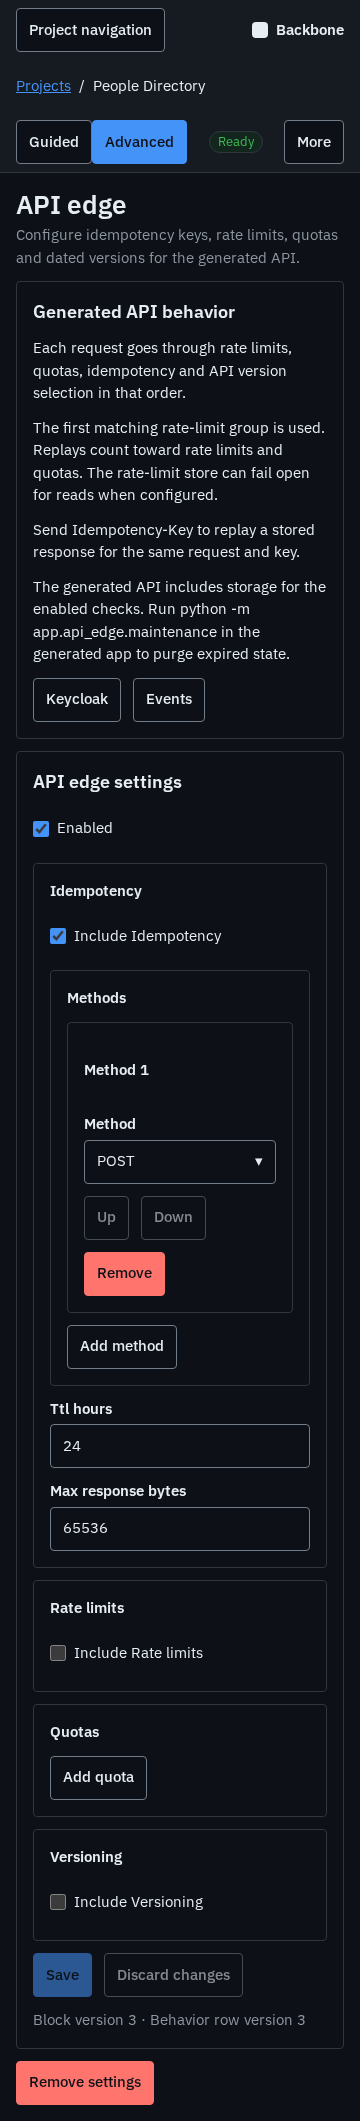 Project navigation
Backbone
Projects / People Directory
Guided
Advanced
Ready
More
API edge
Configure idempotency keys, rate limits, quotas
and dated versions for the generated API.
Generated API behavior
Each request goes through rate limits,
quotas, idempotency and API version
selection in that order.
The first matching rate-limit group is used.
Replays count toward rate limits and
quotas. The rate-limit store can fail open
for reads when configured.
Send Idempotency-Key to replay a stored
response for the same request and key.
The generated API includes storage for the
enabled checks. Run python -m
app.api_edge.maintenance in the
generated app to purge expired state.
Keycloak
Events
API edge settings
Enabled
Idempotency
Include Idempotency
Methods
Method 1
Method
POST
Up
Down
Remove
Add method
Ttl hours
24
Max response bytes
65536
Rate limits
Include Rate limits
Quotas
Add quota
Versioning
Include Versioning
Save
Discard changes
Block version 3 · Behavior row version 3
Remove settings